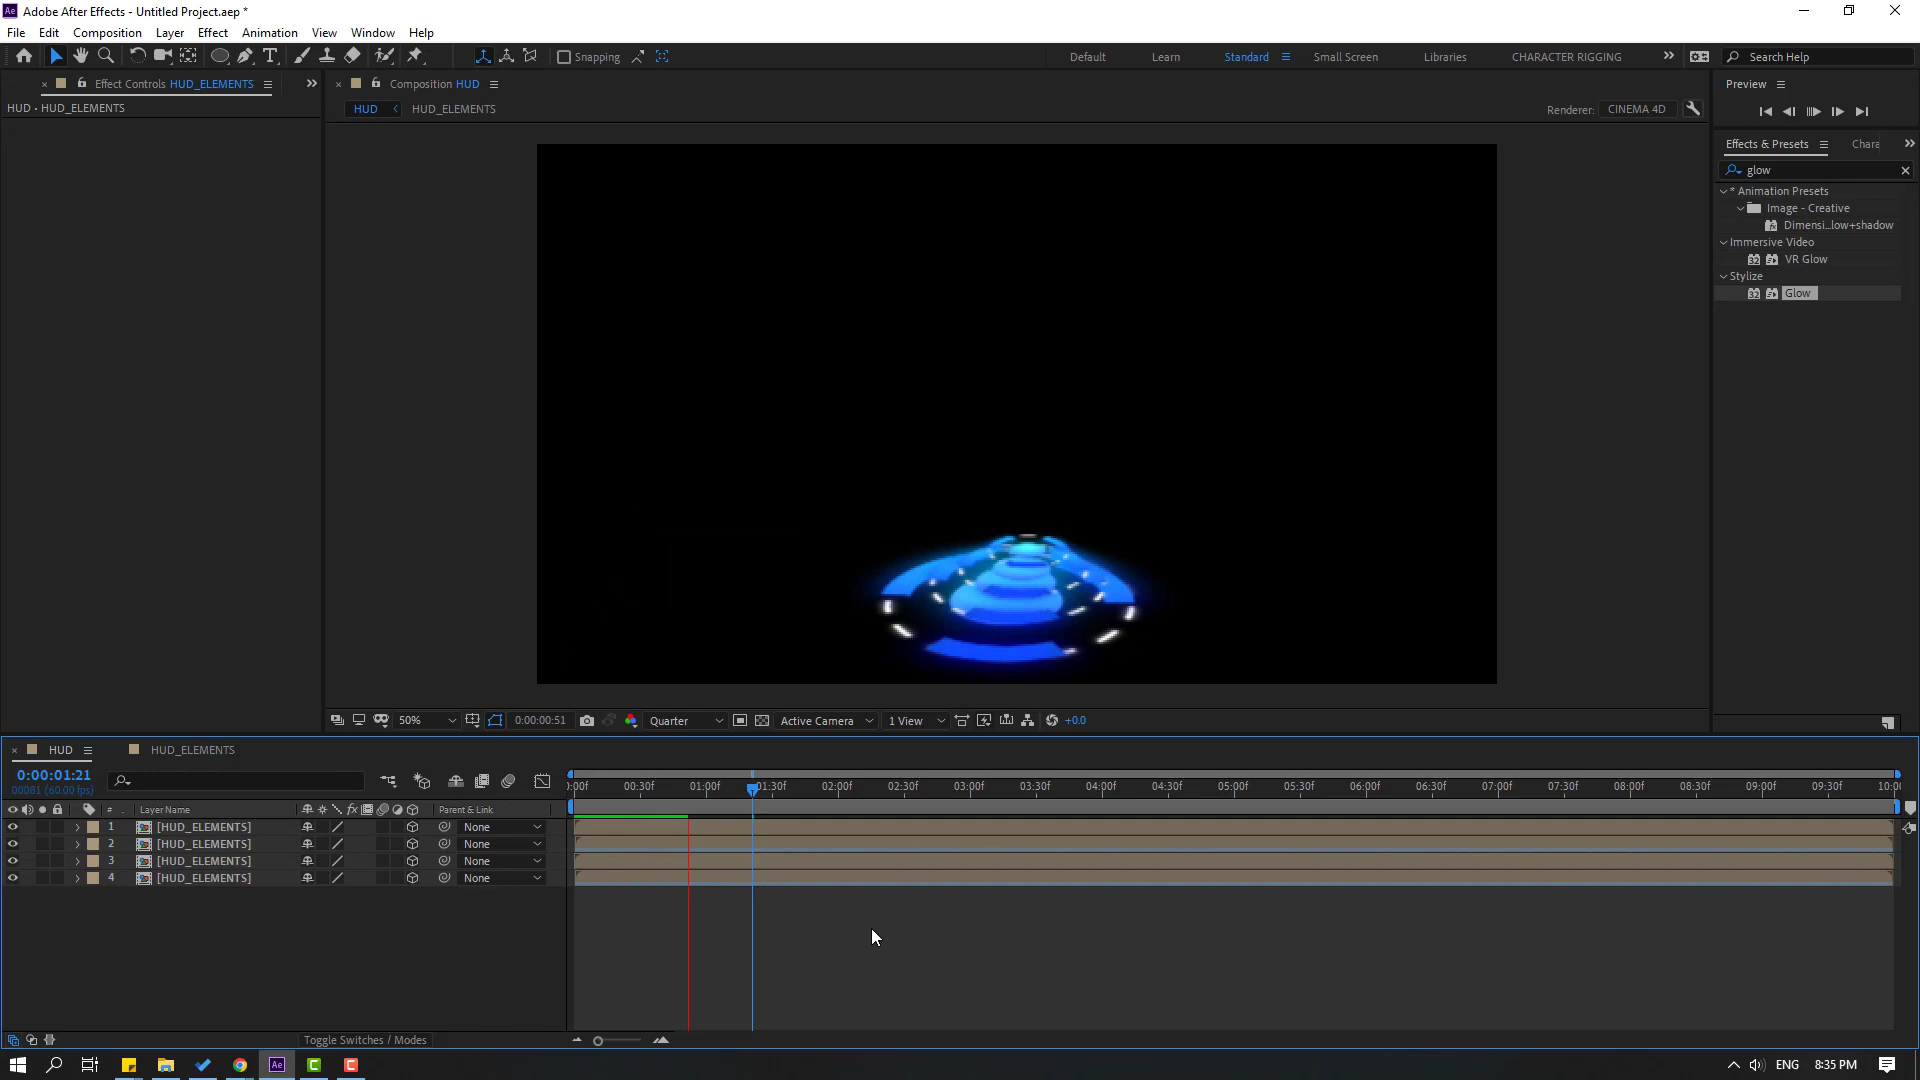 Adobe After Effects - Untitled Project.aep *
File Edit Composition Layer Effect Animation View Window Help
Snapping
Default Learn Standard Small Screen Libraries CHARACTER RIGGING Search Help
Effect Controls HUD_ELEMENTS
HUD • HUD_ELEMENTS
Composition HUD
HUD HUD_ELEMENTS
Renderer: CINEMA 4D
Preview
Effects & Presets Chara
glow
* Animation Presets
Image - Creative
Dimensi...low+shadow
Immersive Video
VR Glow
Stylize
Glow
50% 0:00:00:51 Quarter Active Camera 1 View +0.0
HUD HUD_ELEMENTS
0:00:01:21
00081 (60.00 fps)
):00f 00:30f 01:00f 01:30f 02:00f 02:30f 03:00f 03:30f 04:00f 04:30f 05:00f 05:30f 06:00f 06:30f 07:00f 07:30f 08:00f 08:30f 09:00f 09:30f 10:0
# . Layer Name fx Parent & Link
1 [HUD_ELEMENTS] None
2 [HUD_ELEMENTS] None
3 [HUD_ELEMENTS] None
4 [HUD_ELEMENTS] None
Toggle Switches / Modes
ENG 8:35 PM